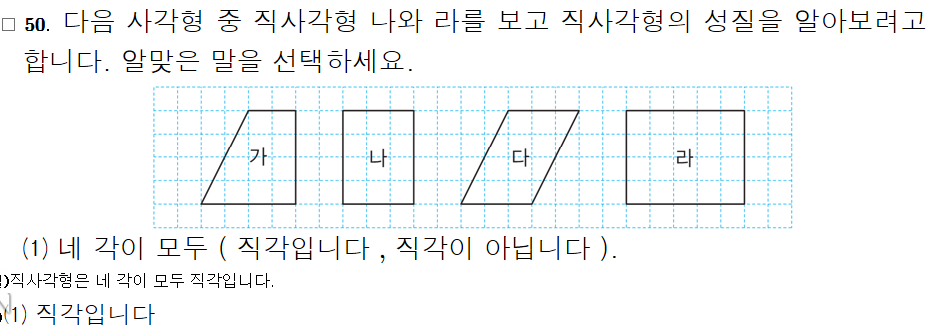 □ 50. 다음 사각형 중 직사각형 나와 라를 보고 직사각형의 성질을 알아보려고
합니다. 알맞은 말을 선택하세요.
가 나 다 라
(1) 네 각이 모두 ( 직각입니다 , 직각이 아닙니다 ).
)직사각형은 네 각이 모두 직각입니다.
(1) 직각입니다